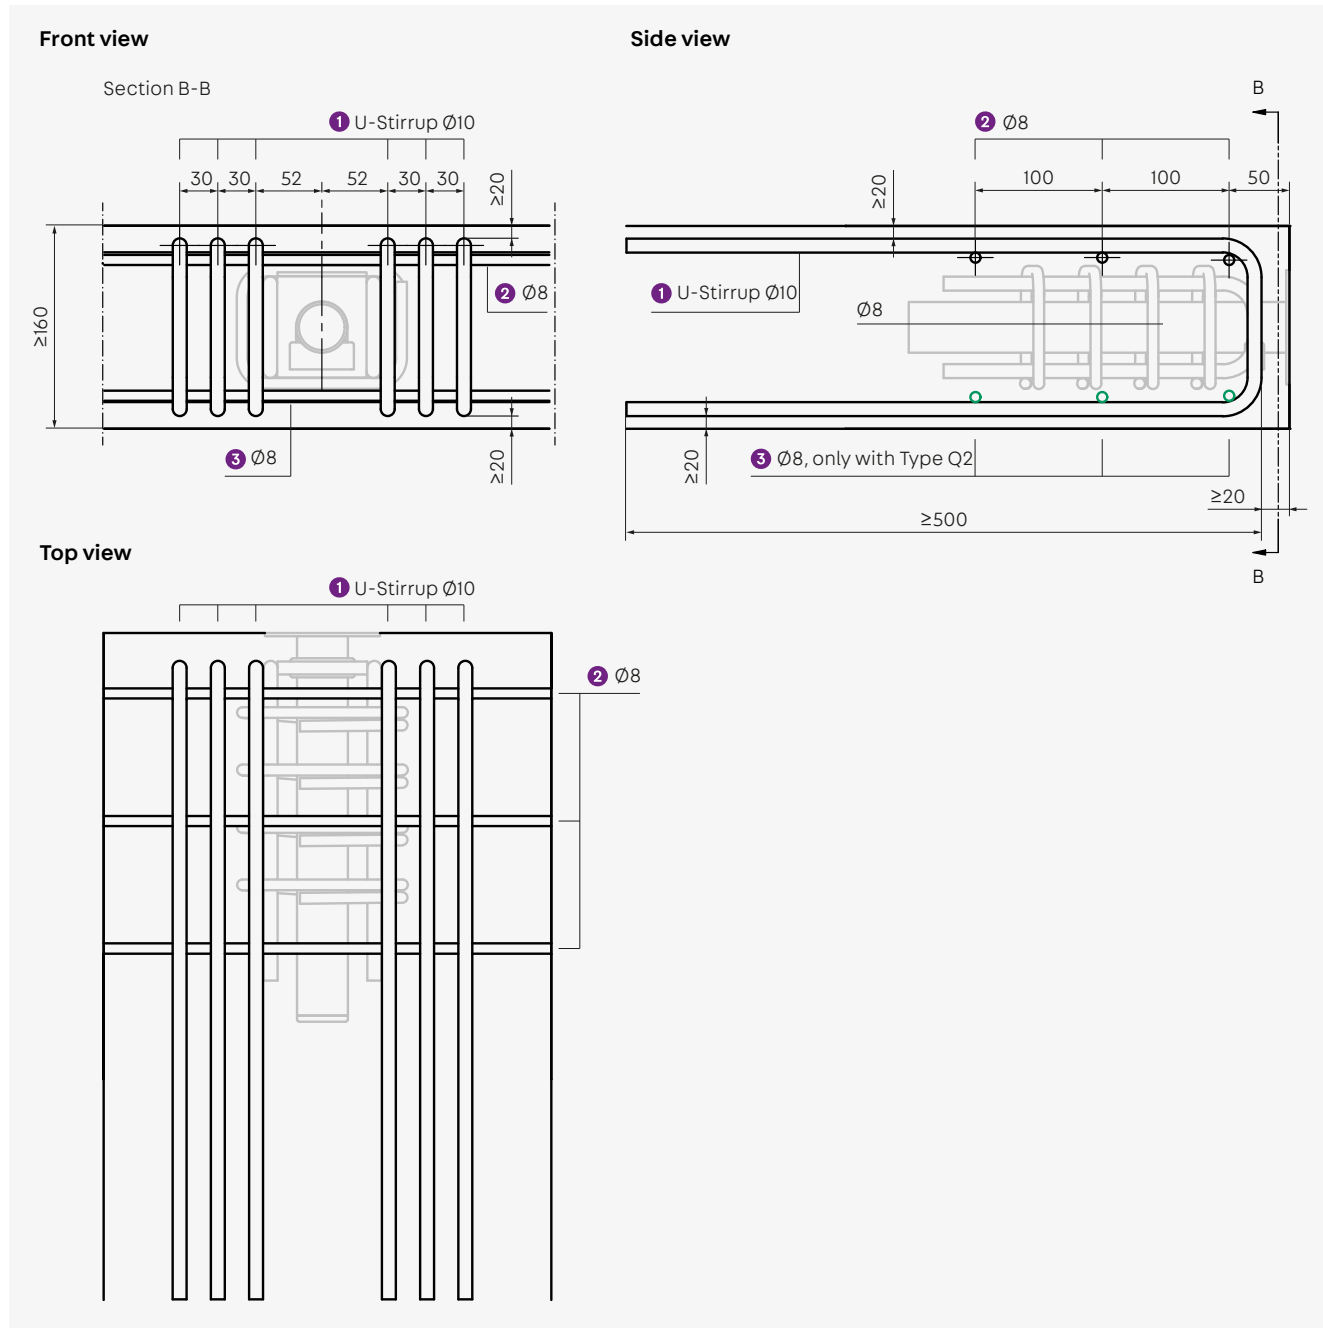 Front view
Side view
Section B-B
B
1 U-Stirrup Ø10
2 Ø8
30 30 52 52 30 30
≥20
≥20
100 100 50
≥160
2 Ø8
1 U-Stirrup Ø10
Ø8
3 Ø8
≥20
≥20
3 Ø8, only with Type Q2
≥20
≥500
B
Top view
1 U-Stirrup Ø10
2 Ø8